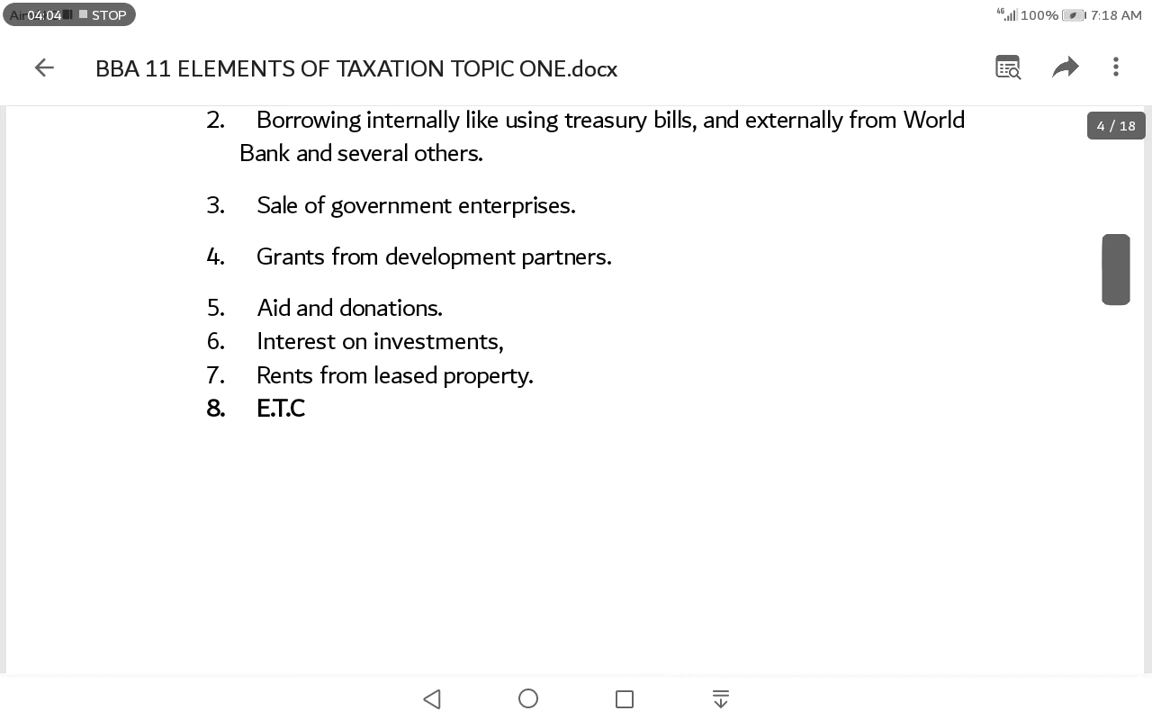 04:04 STOP
4G 100% 7:18 AM
BBA 11 ELEMENTS OF TAXATION TOPIC ONE.docx
2. Borrowing internally like using treasury bills, and externally from World
Bank and several others.
4 / 18
3. Sale of government enterprises.
4. Grants from development partners.
5. Aid and donations.
6. Interest on investments,
7. Rents from leased property.
8. E.T.C